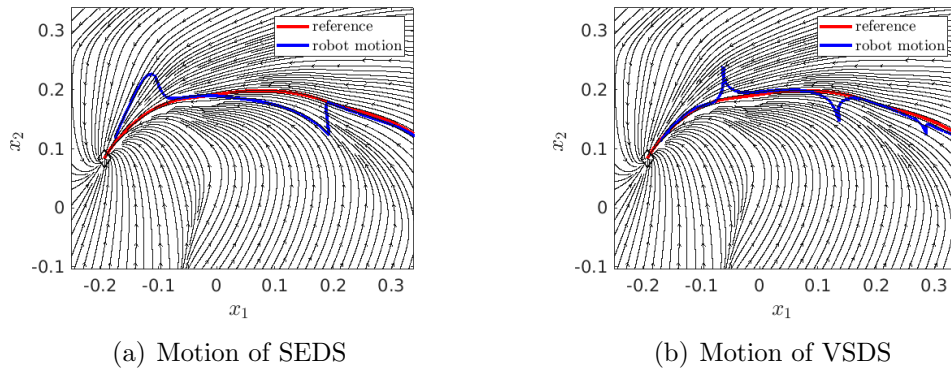 0.3
0.2
0.1
0
-0.1
x₂
-0.2
-0.1
0
0.1
0.2
0.3
x₁
reference
robot motion
(a) Motion of SEDS
0.3
0.2
0.1
0
-0.1
x₂
-0.2
-0.1
0
0.1
0.2
0.3
x₁
reference
robot motion
(b) Motion of VSDS